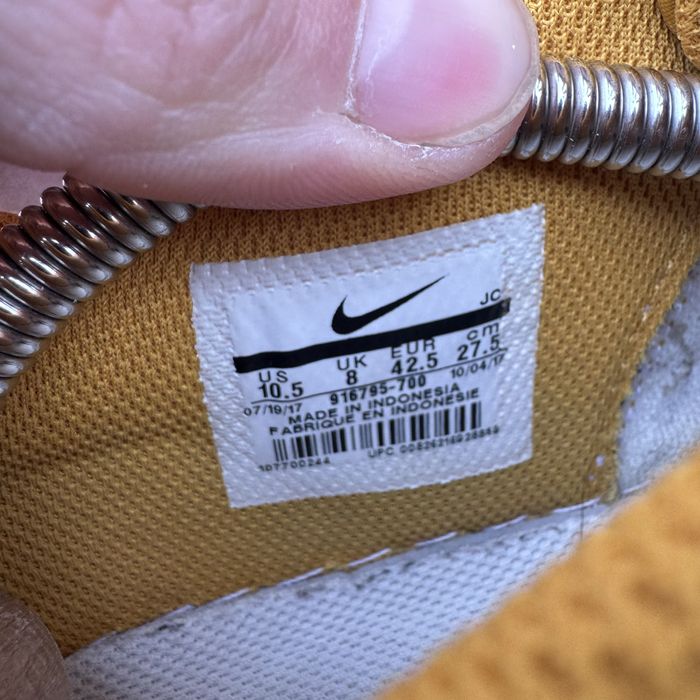 JC
US UK EUR cm
10.5 8 42.5 27.5
07/19/17 916795-700 10/04/17
MADE IN INDONESIA
FABRIQUE EN INDONESIE
UPC